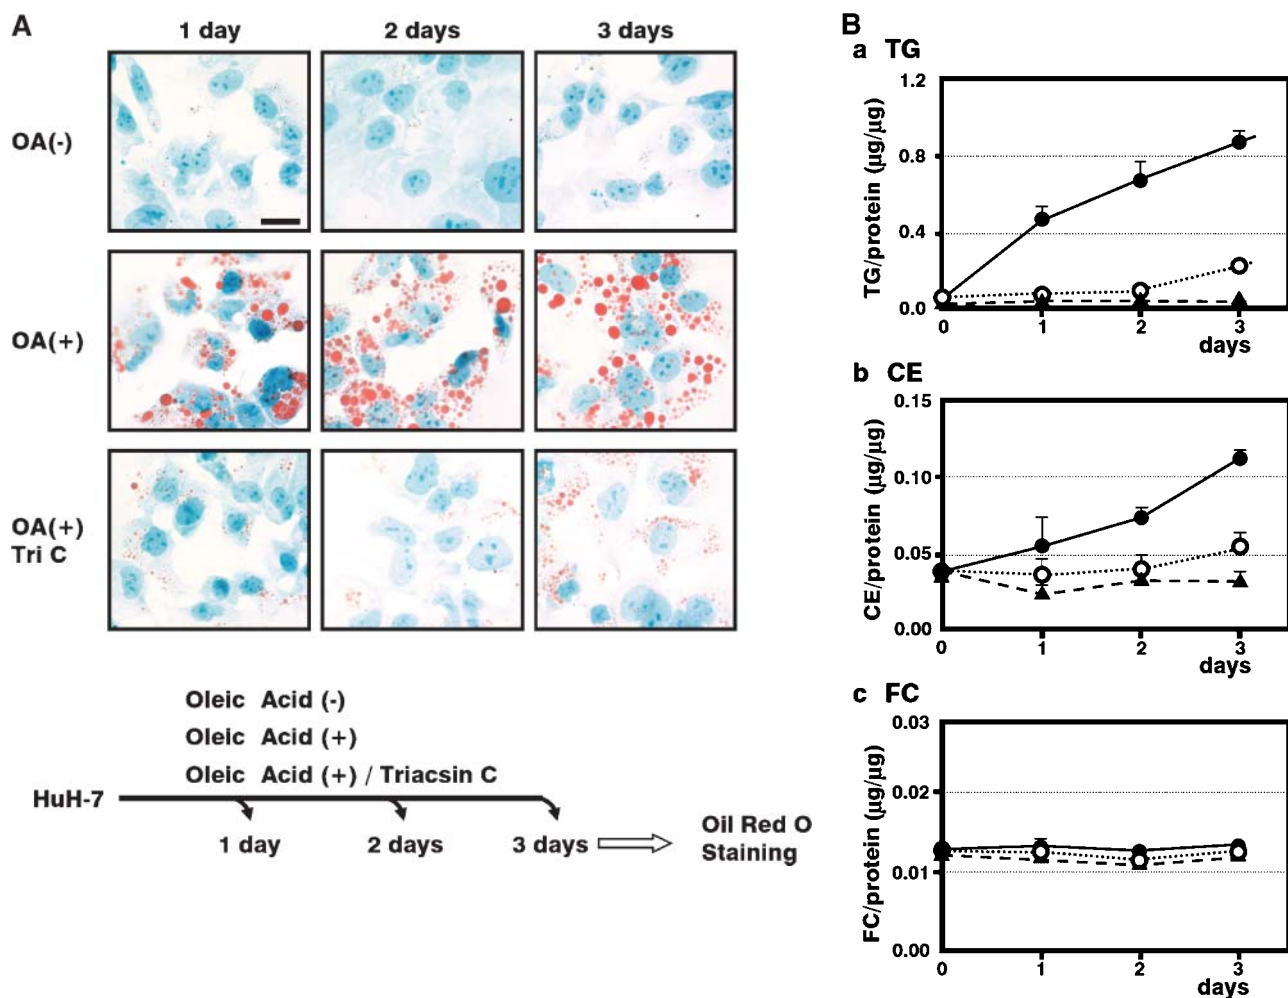 A
1 day 2 days 3 days
OA(-)
OA(+)
OA(+)
Tri C
Oleic Acid (-)
Oleic Acid (+)
Oleic Acid (+) / Triacsin C
HuH-7
1 day 2 days 3 days
Oil Red O
Staining
B
a TG
TG/protein (µg/µg)
1.2
0.8
0.4
0.0
0 1 2 3
days
b CE
CE/protein (µg/µg)
0.15
0.10
0.05
0.00
0 1 2 3
days
c FC
FC/protein (µg/µg)
0.03
0.02
0.01
0.00
0 1 2 3
days